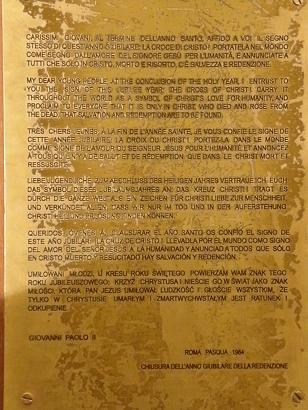 CARISSIMI GIOVANI, AL TERMINE DELL'ANNO SANTO, AFFIDO A VOI IL SEGNO
STESSO DI QUEST'ANNO GIUBILARE: LA CROCE DI CRISTO! PORTATELA NEL MONDO
COME SEGNO DELL'AMORE DEL SIGNORE GESÙ PER L'UMANITÀ, E ANNUNCIATE A
TUTTI CHE SOLO IN CRISTO, MORTO E RISORTO, C'È SALVEZZA E REDENZIONE.
MY DEAR YOUNG PEOPLE, AT THE CONCLUSION OF THE HOLY YEAR, I ENTRUST TO
YOU THE SIGN OF THIS JUBILEE YEAR: THE CROSS OF CHRIST! CARRY IT
THROUGHOUT THE WORLD AS A SYMBOL OF CHRIST'S LOVE FOR HUMANITY, AND
PROCLAIM TO EVERYONE THAT IT IS ONLY IN CHRIST, WHO DIED AND ROSE FROM
THE DEAD, THAT SALVATION AND REDEMPTION ARE TO BE FOUND.
TRÈS CHERS JEUNES, À LA FIN DE L'ANNÉE SAINTE, JE VOUS CONFIE LE SIGNE DE
CETTE ANNÉE JUBILAIRE: LA CROIX DU CHRIST! PORTEZ-LA DANS LE MONDE
COMME SIGNE DE L'AMOUR DU SEIGNEUR JÉSUS POUR L'HUMANITÉ, ET ANNONCEZ
À TOUS QU'IL N'Y A DE SALUT ET DE RÉDEMPTION QUE DANS LE CHRIST MORT ET
RESSUSCITÉ.
LIEBE JUGENDLICHE, ZUM ABSCHLUSS DES HEILIGEN JAHRES VERTRAUE ICH EUCH
DAS SYMBOL DIESES JUBILÄUMSJAHRES AN: DAS KREUZ CHRISTI! TRAGT ES
DURCH DIE GANZE WELT ALS EIN ZEICHEN FÜR CHRISTI LIEBE ZUR MENSCHHEIT,
UND VERKÜNDET ALLEN, DASS WIR NUR IM TOD UND IN DER AUFERSTEHUNG
CHRISTI HEIL UND ERLÖSUNG FINDEN KÖNNEN.
QUERIDOS JÓVENES, AL CLAUSURAR EL AÑO SANTO OS CONFÍO EL SIGNO DE
ESTE AÑO JUBILAR: ¡LA CRUZ DE CRISTO! LLEVADLA POR EL MUNDO COMO SIGNO
DEL AMOR DEL SEÑOR JESÚS A LA HUMANIDAD Y ANUNCIAD A TODOS QUE SÓLO
EN CRISTO MUERTO Y RESUCITADO HAY SALVACIÓN Y REDENCIÓN.
UMIŁOWANI MŁODZI, U KRESU ROKU ŚWIĘTEGO POWIERZAM WAM ZNAK TEGO
ROKU JUBILEUSZOWEGO: KRZYŻ CHRYSTUSA! NIEŚCIE GO W ŚWIAT JAKO ZNAK
MIŁOŚCI, KTÓRĄ PAN JEZUS UMIŁOWAŁ LUDZKOŚĆ I GŁOŚCIE WSZYSTKIM, ŻE
TYLKO W CHRYSTUSIE UMARŁYM I ZMARTWYCHWSTAŁYM JEST RATUNEK I
ODKUPIENIE.
GIOVANNI PAOLO II
ROMA PASQUA 1984
CHIUSURA DELL'ANNO GIUBILARE DELLA REDENZIONE